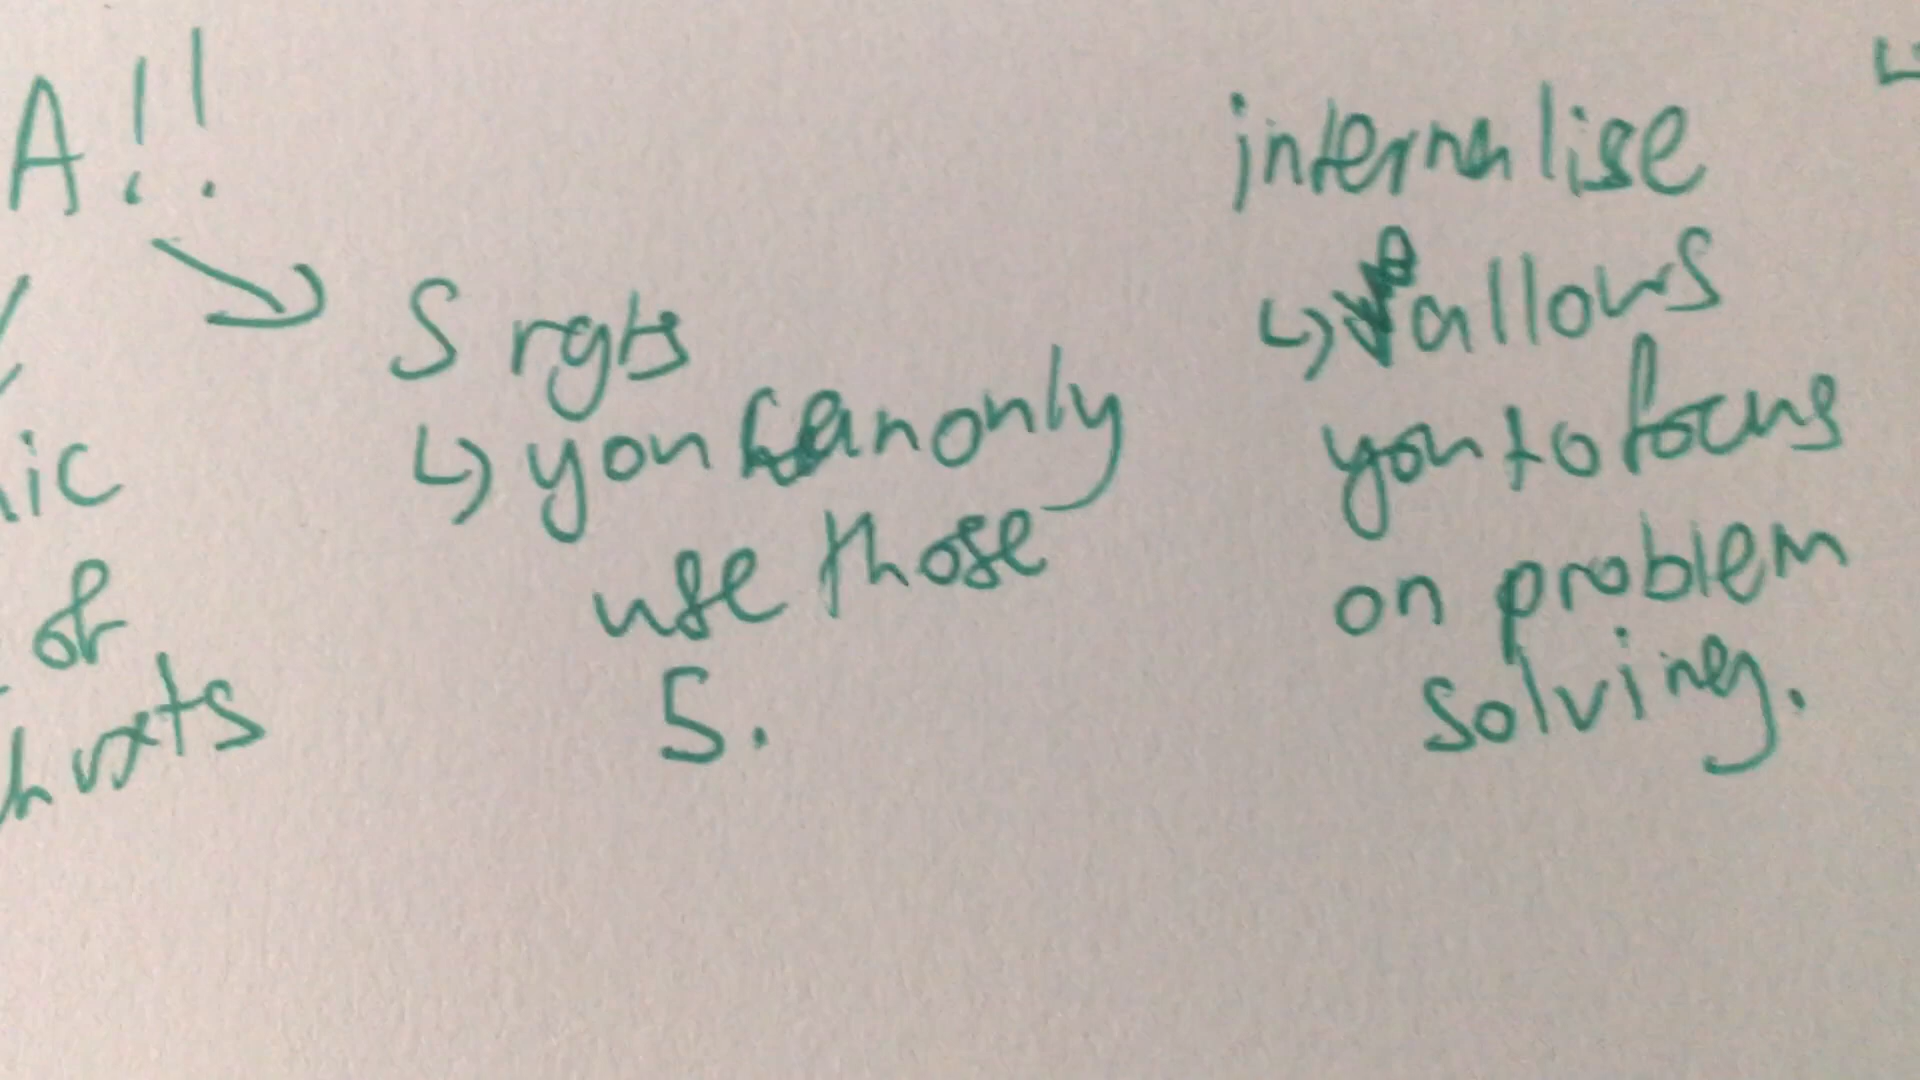 A!!
ic
of
S rgts
↳ you can only
use those
5.
internalise
↳ allows
you to focus
on problem
solving.